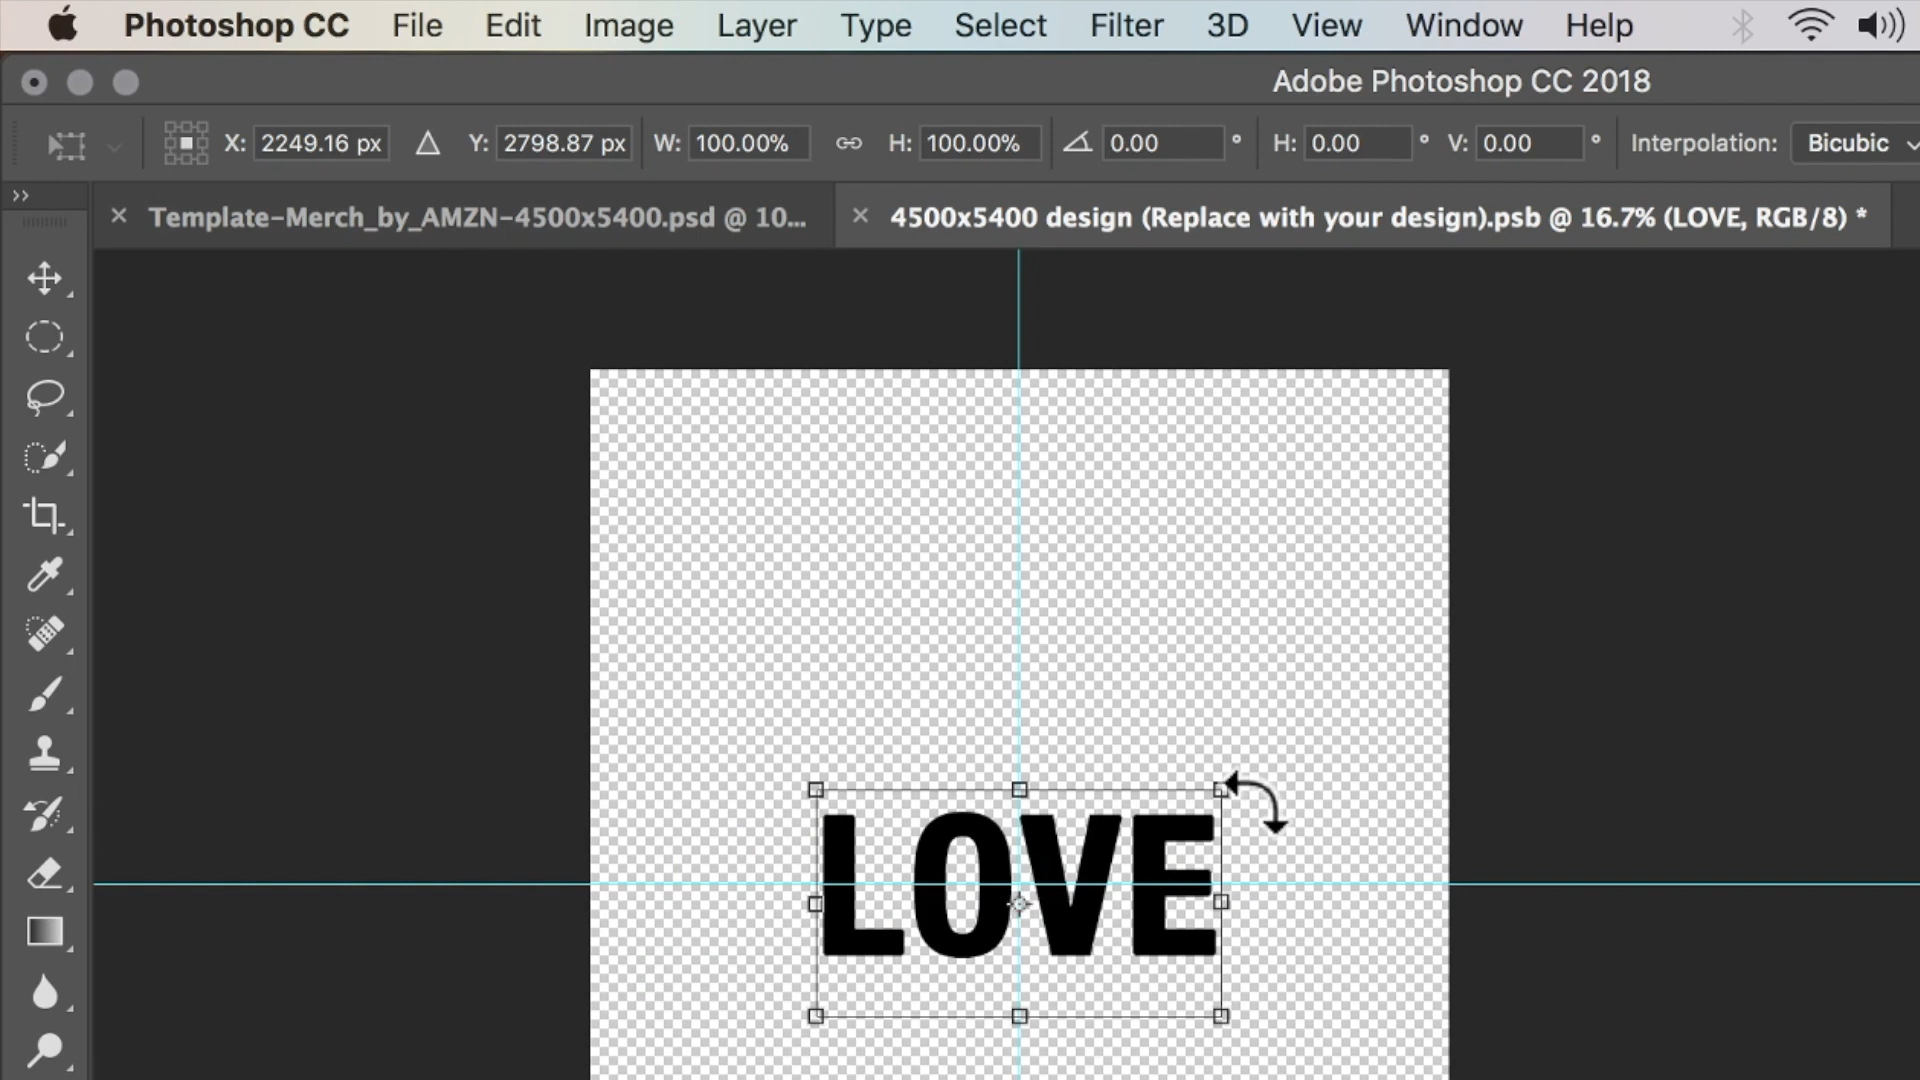 Photoshop CC File Edit Image Layer Type Select Filter 3D View Window Help
Adobe Photoshop CC 2018
X: 2249.16 px Y: 2798.87 px W: 100.00% H: 100.00% 0.00 ° H: 0.00 ° V: 0.00 ° Interpolation: Bicubic
Template-Merch_by_AMZN-4500x5400.psd @ 10... 4500x5400 design (Replace with your design).psb @ 16.7% (LOVE, RGB/8) *
LOVE